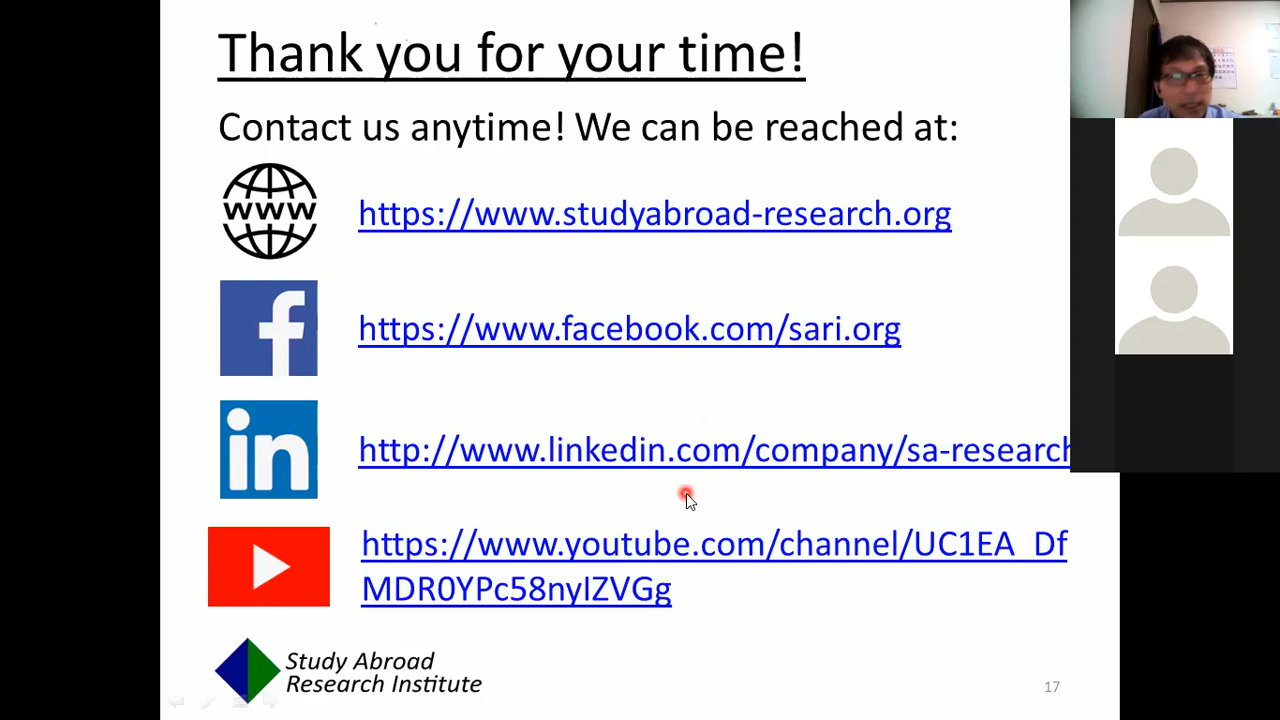 Thank you for your time!
Contact us anytime! We can be reached at:
www
https://www.studyabroad-research.org
f
https://www.facebook.com/sari.org
in
http://www.linkedin.com/company/sa-research
https://www.youtube.com/channel/UC1EA_Df
MDR0YPc58nyIZVGg
Study Abroad
Research Institute
17